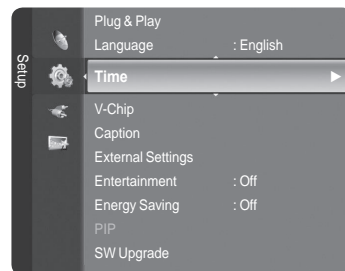 Setup
Plug & Play
Language : English
Time
V-Chip
Caption
External Settings
Entertainment : Off
Energy Saving : Off
PIP
SW Upgrade